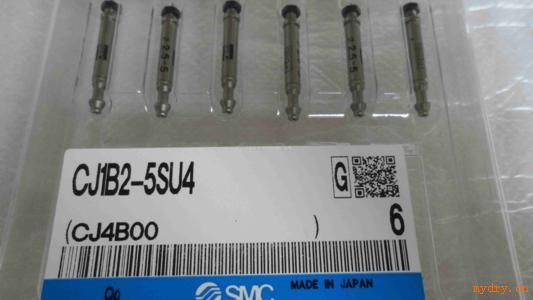 CJ1B2-5SU4
G
(CJ4B00 )
6
SMC
MADE IN JAPAN
mydry.cn